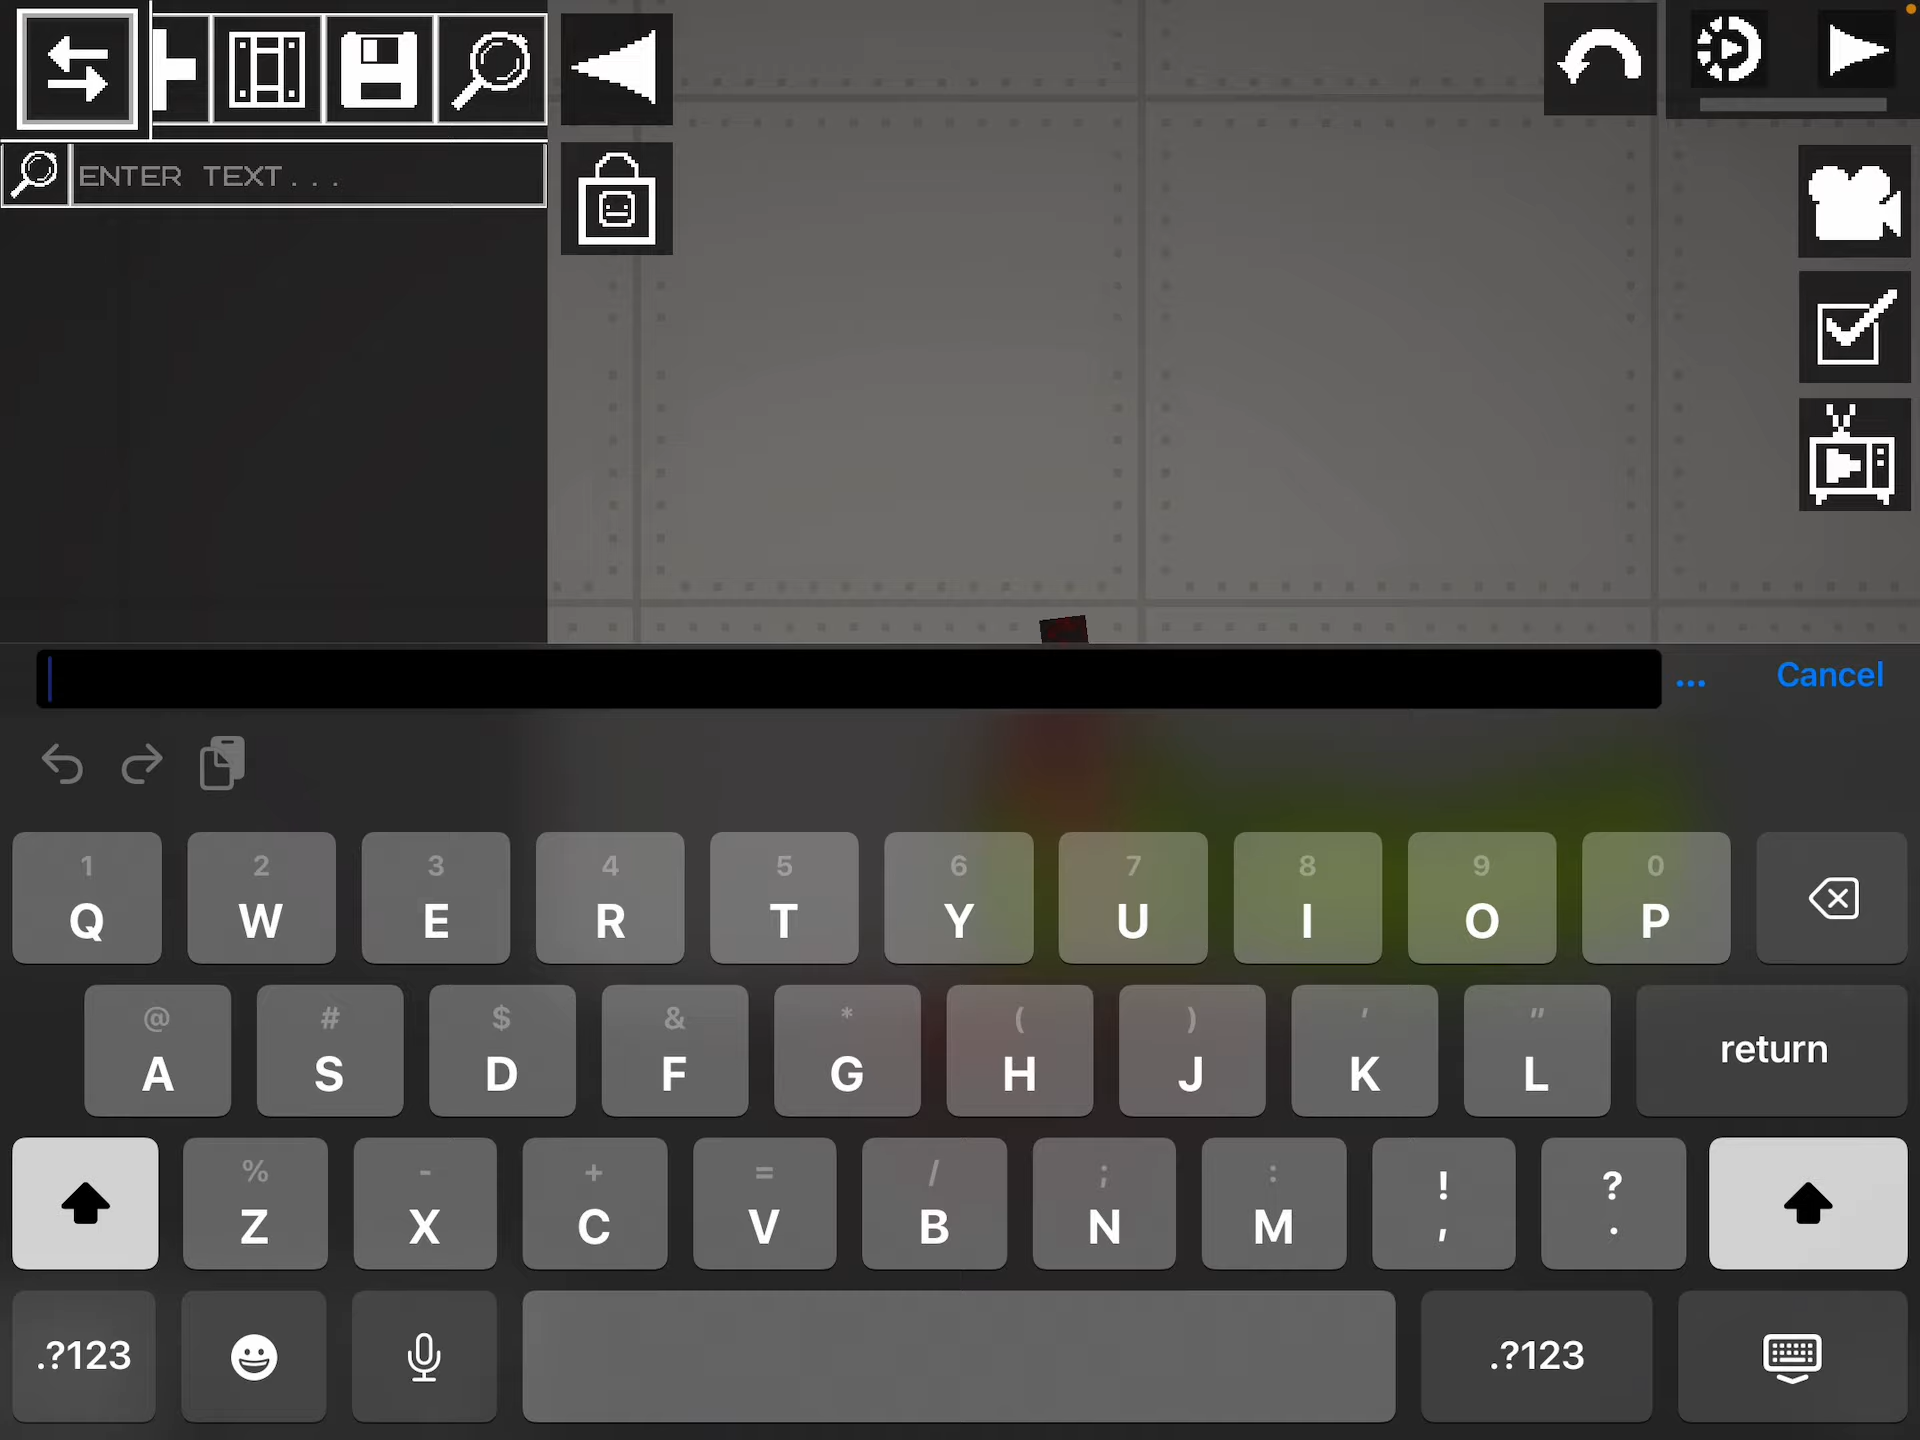 ENTER TEXT...
... Cancel
1 2 3 4 5 6 7 8 9 0
Q W E R T Y U I O P
@ # $ & * ( ) ' "
A S D F G H J K L return
% - + = / ; : ! ?
Z X C V B N M , .
.?123 .?123